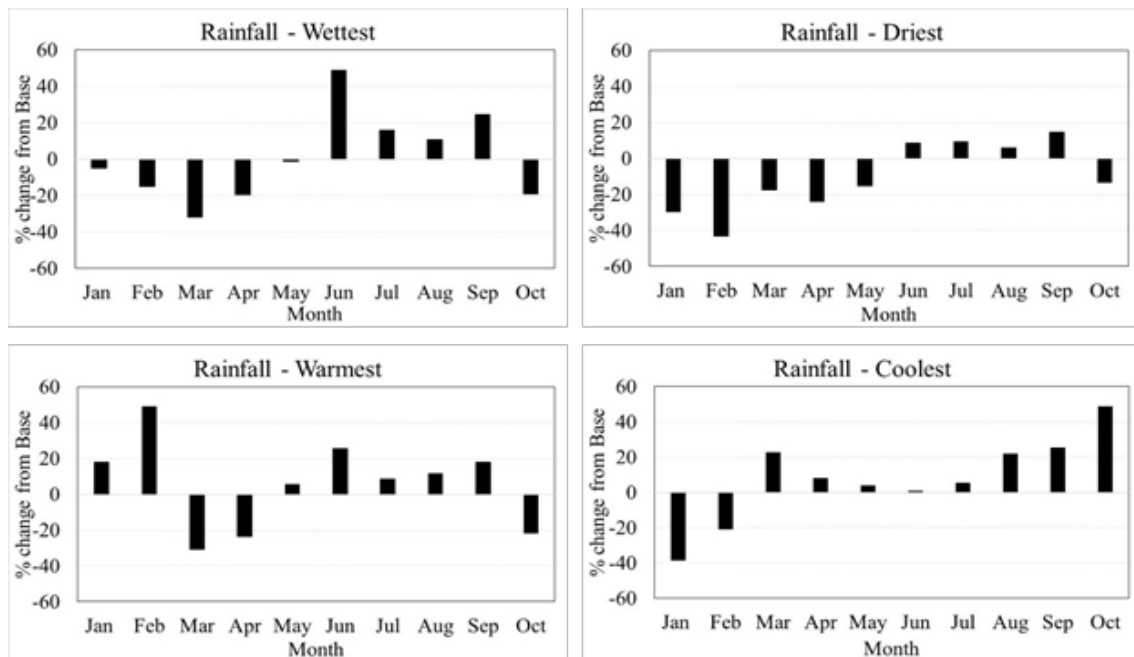 Rainfall - Wettest
% change from Base
60
40
20
0
-20
-40
-60
Jan Feb Mar Apr May Jun Jul Aug Sep Oct
Month
Rainfall - Driest
% change from Base
60
40
20
0
-20
-40
-60
Jan Feb Mar Apr May Jun Jul Aug Sep Oct
Month
Rainfall - Warmest
% change from Base
60
40
20
0
-20
-40
-60
Jan Feb Mar Apr May Jun Jul Aug Sep Oct
Month
Rainfall - Coolest
% change from Base
60
40
20
0
-20
-40
-60
Jan Feb Mar Apr May Jun Jul Aug Sep Oct
Month